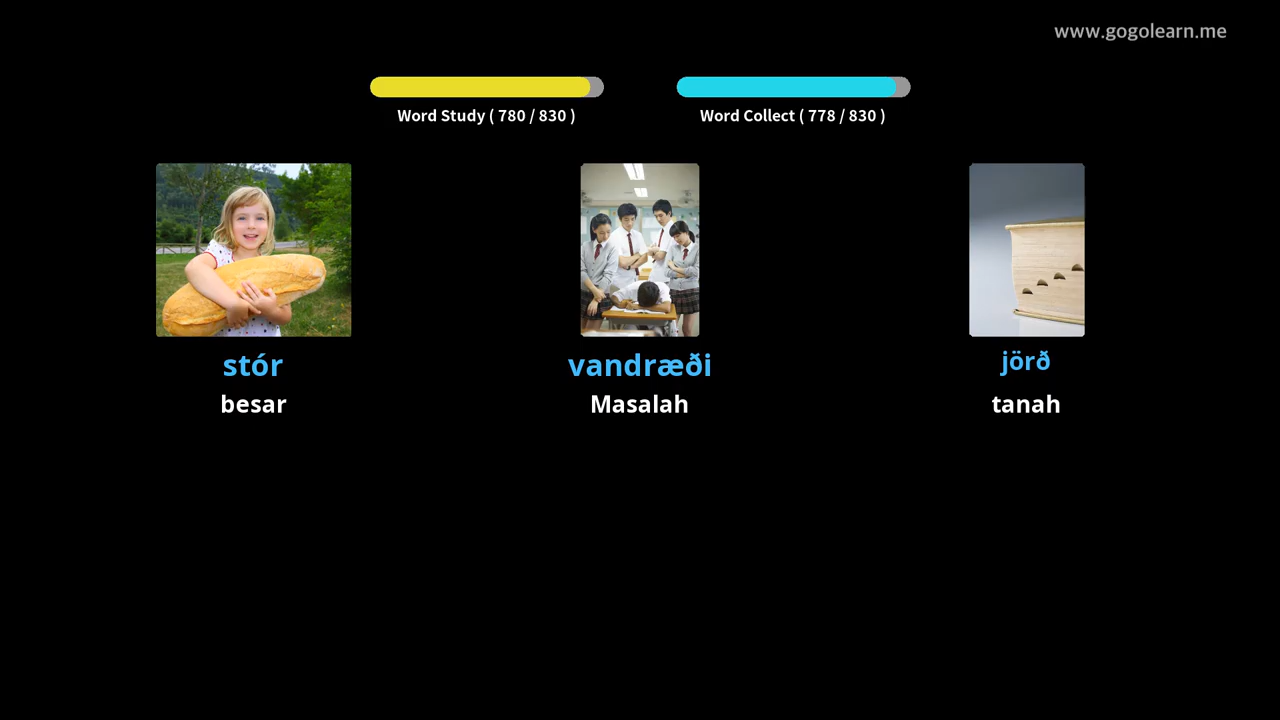 www.gogolearn.me
Word Study ( 780 / 830 )
Word Collect ( 778 / 830 )
stór
vandræði
jörð
besar
Masalah
tanah